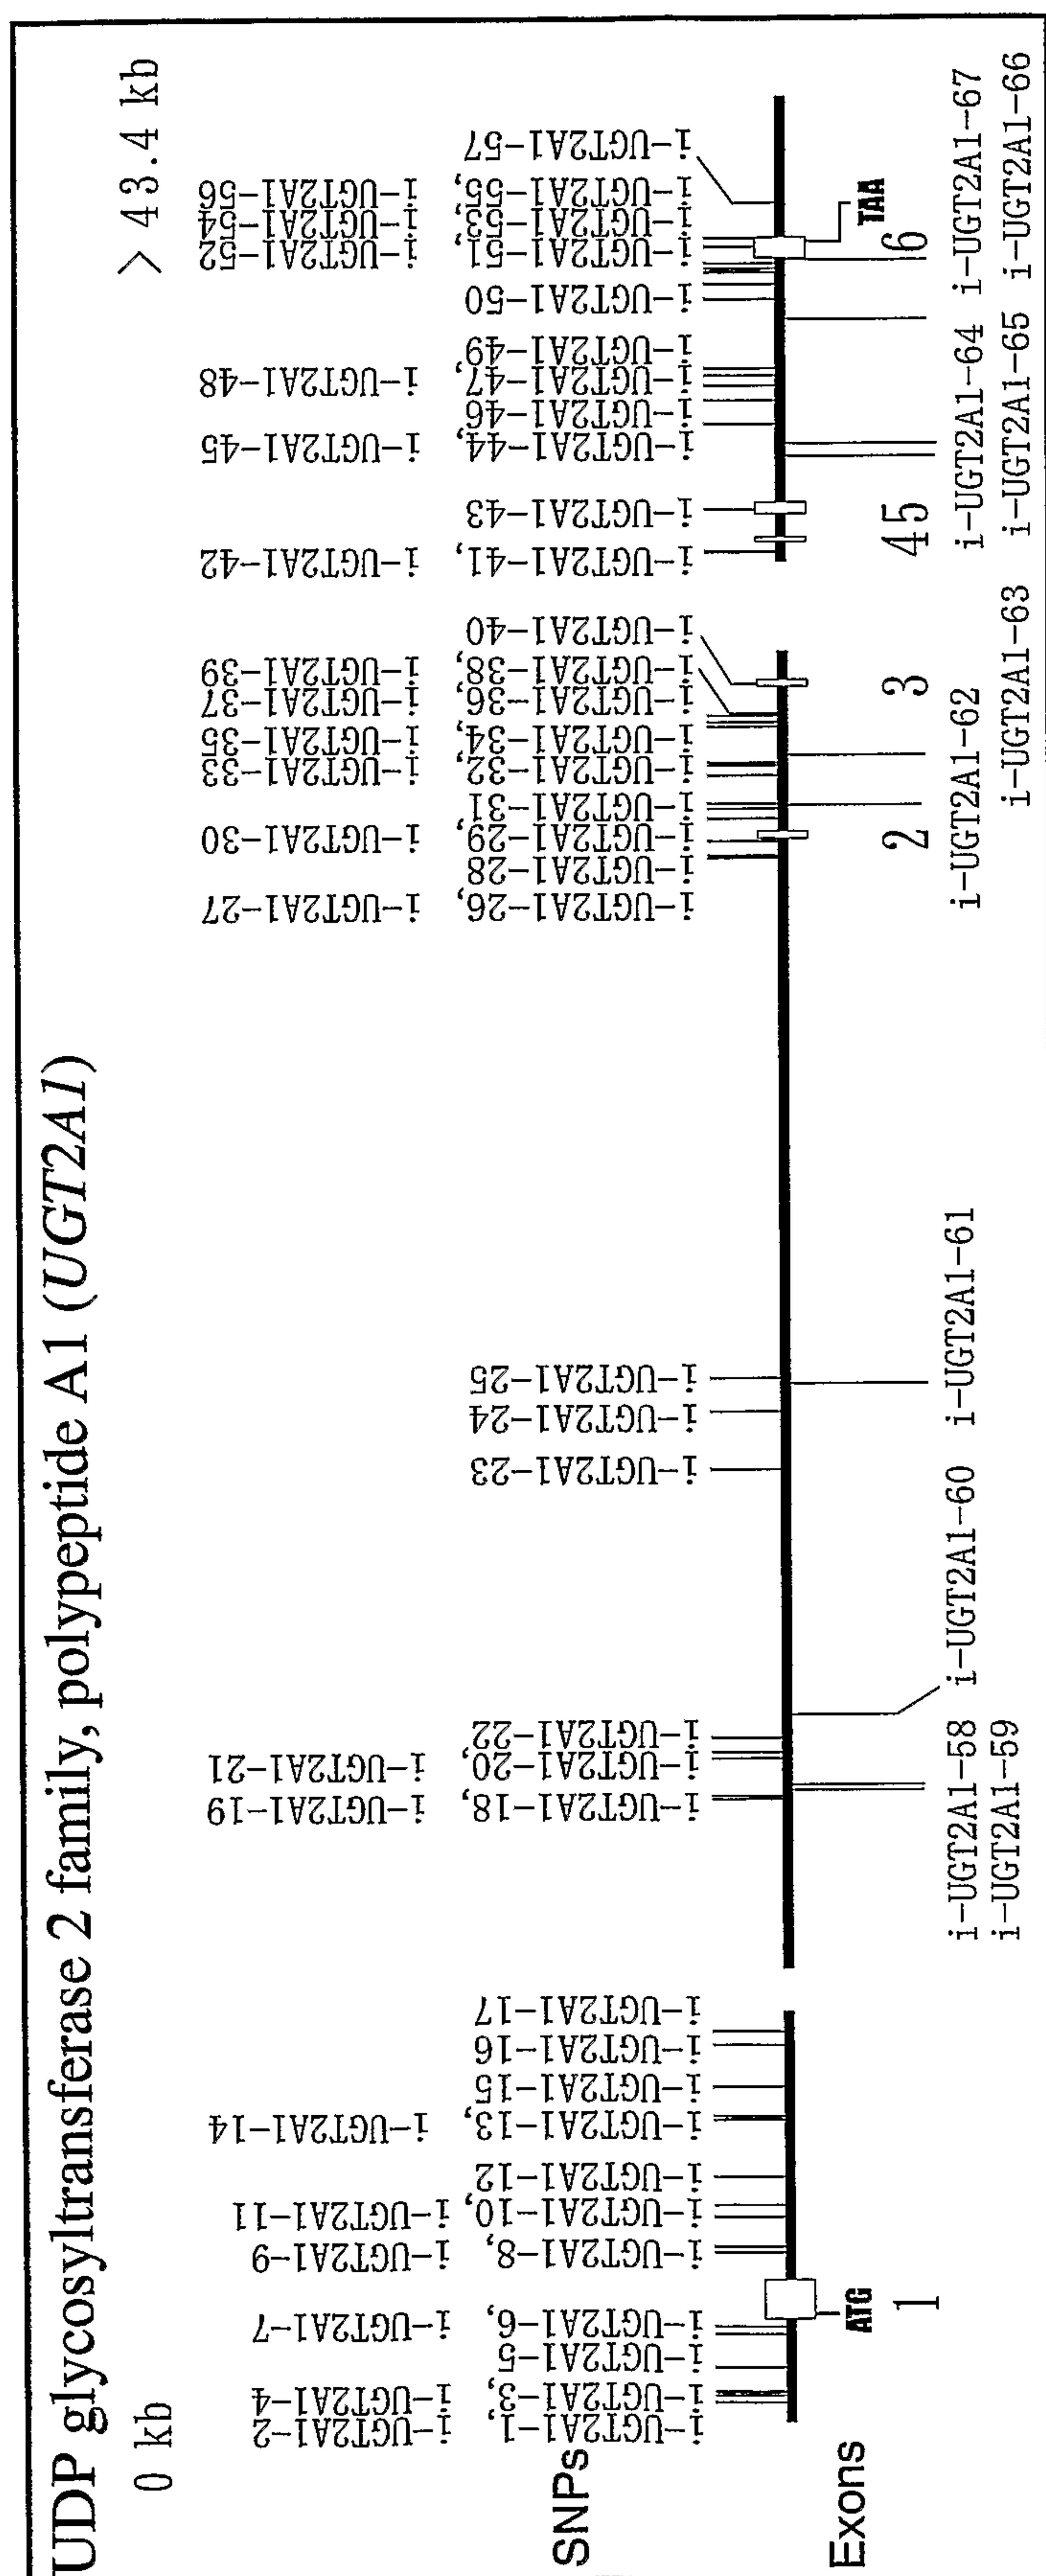 UDP glycosyltransferase 2 family, polypeptide A1 (UGT2A1)
0 kb
> 43.4 kb
SNPs
i-UGT2A1-1, i-UGT2A1-2
i-UGT2A1-3, i-UGT2A1-4
i-UGT2A1-5
i-UGT2A1-6, i-UGT2A1-7
i-UGT2A1-8, i-UGT2A1-9
i-UGT2A1-10, i-UGT2A1-11
i-UGT2A1-12
i-UGT2A1-13, i-UGT2A1-14
i-UGT2A1-15
i-UGT2A1-16
i-UGT2A1-17
i-UGT2A1-18, i-UGT2A1-19
i-UGT2A1-20, i-UGT2A1-21
i-UGT2A1-22
i-UGT2A1-23
i-UGT2A1-24
i-UGT2A1-25
i-UGT2A1-26, i-UGT2A1-27
i-UGT2A1-28
i-UGT2A1-29, i-UGT2A1-30
i-UGT2A1-31
i-UGT2A1-32, i-UGT2A1-33
i-UGT2A1-34, i-UGT2A1-35
i-UGT2A1-36, i-UGT2A1-37
i-UGT2A1-38, i-UGT2A1-39
i-UGT2A1-40
i-UGT2A1-41, i-UGT2A1-42
i-UGT2A1-43
i-UGT2A1-44, i-UGT2A1-45
i-UGT2A1-46
i-UGT2A1-47, i-UGT2A1-48
i-UGT2A1-49
i-UGT2A1-50
i-UGT2A1-51, i-UGT2A1-52
i-UGT2A1-53, i-UGT2A1-54
i-UGT2A1-55, i-UGT2A1-56
i-UGT2A1-57
Exons
ATG
TAA
1
2
3
45
6
i-UGT2A1-58
i-UGT2A1-59
i-UGT2A1-60
i-UGT2A1-61
i-UGT2A1-62
i-UGT2A1-63
i-UGT2A1-64
i-UGT2A1-65
i-UGT2A1-67
i-UGT2A1-66